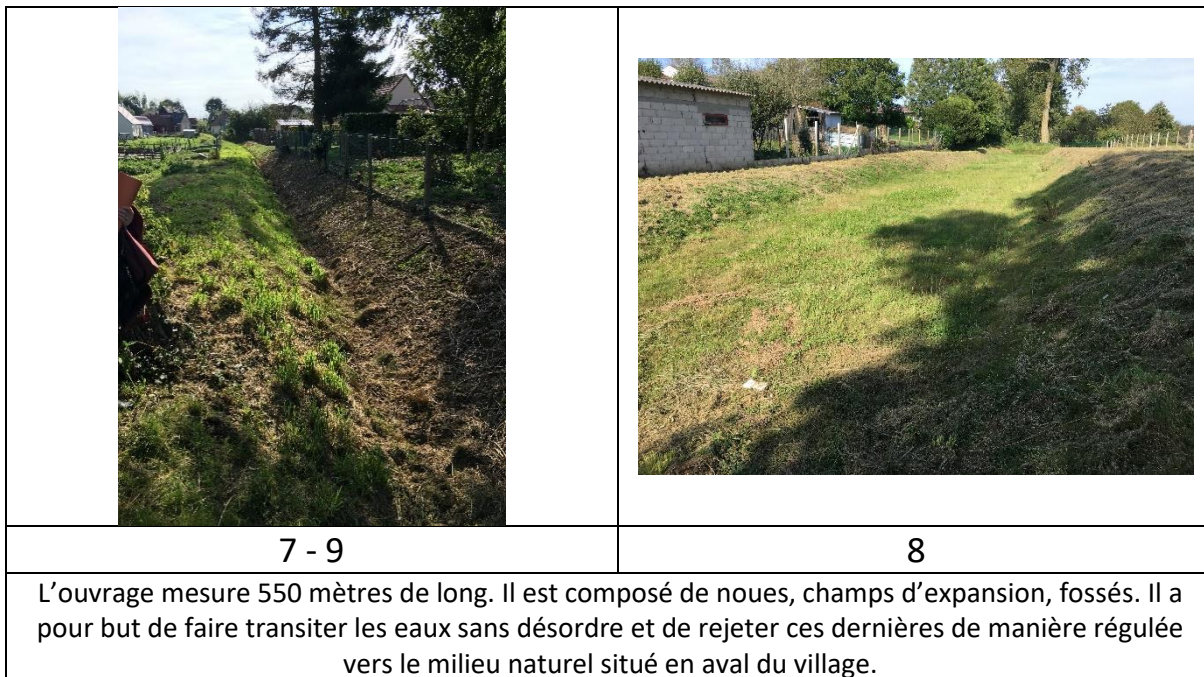 7 - 9
8
L’ouvrage mesure 550 mètres de long. Il est composé de noues, champs d’expansion, fossés. Il a
pour but de faire transiter les eaux sans désordre et de rejeter ces dernières de manière régulée
vers le milieu naturel situé en aval du village.